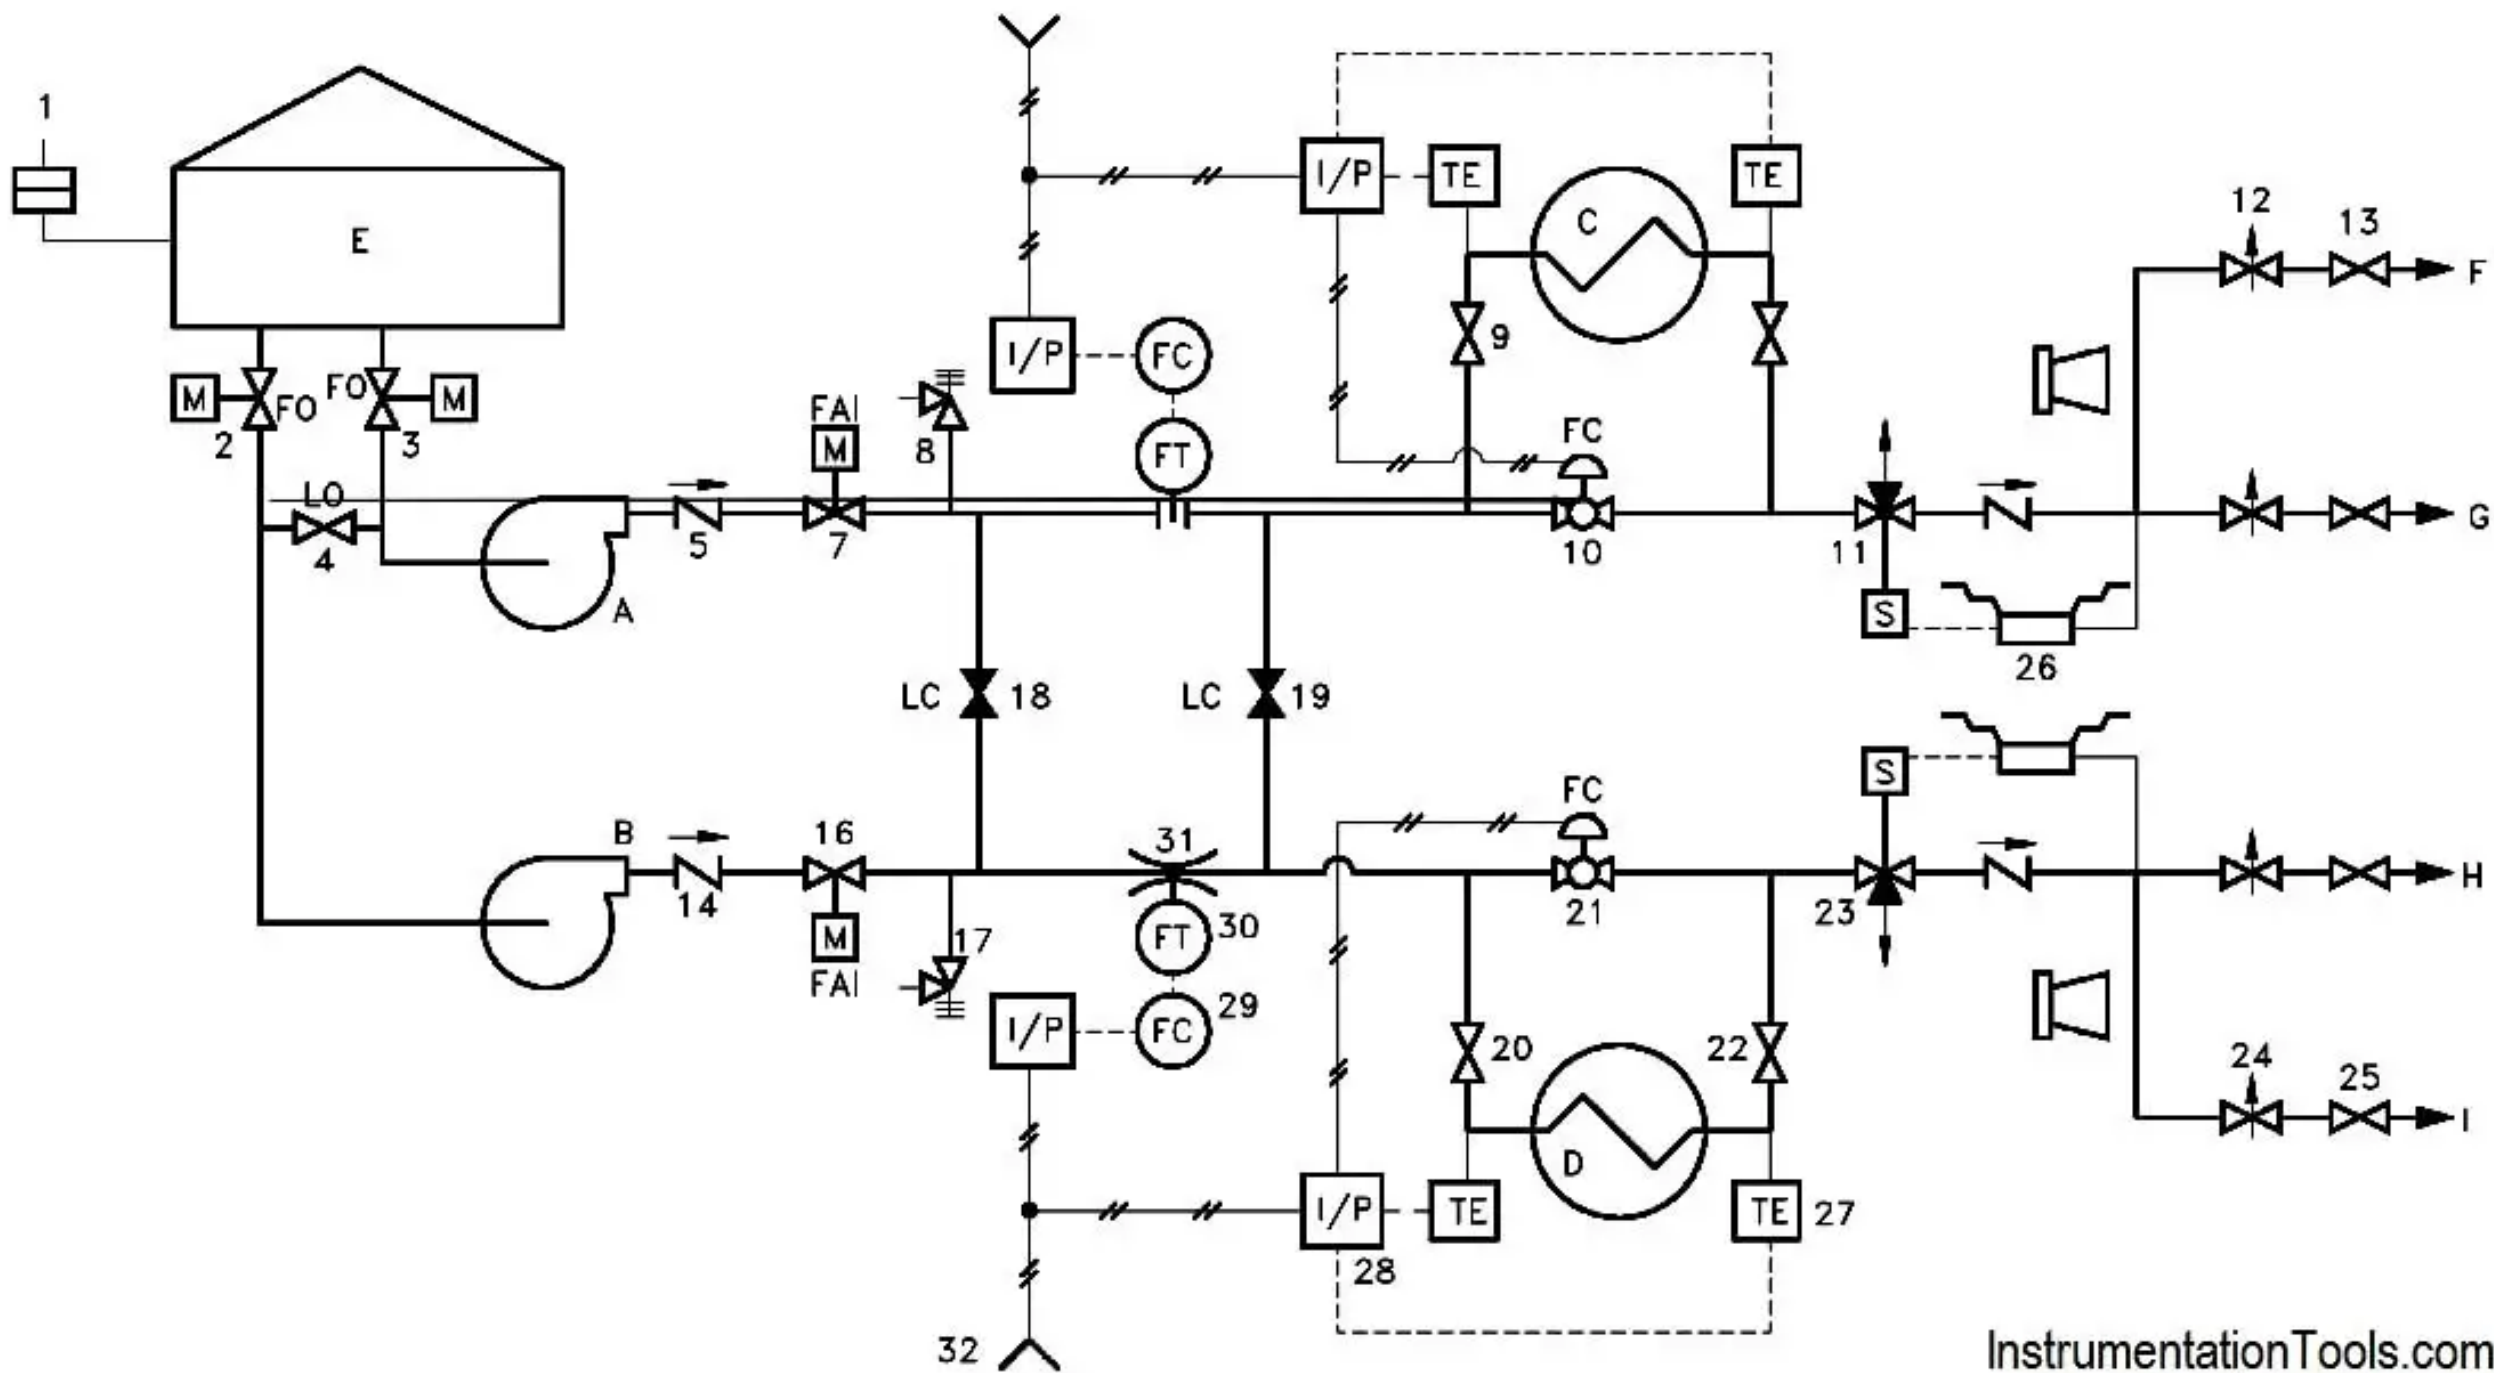 1
E
I/P
TE
TE
C
12
13
F
I/P
FC
9
M
FO
FO
M
2
3
FAI
M
8
FT
FC
LO
4
5
7
10
11
G
A
S
26
LC
18
LC
19
B
16
31
FC
S
14
M
FAI
17
FT
30
21
23
H
I/P
FC
29
20
22
24
25
I
D
I/P
TE
TE
27
28
32
InstrumentationTools.com